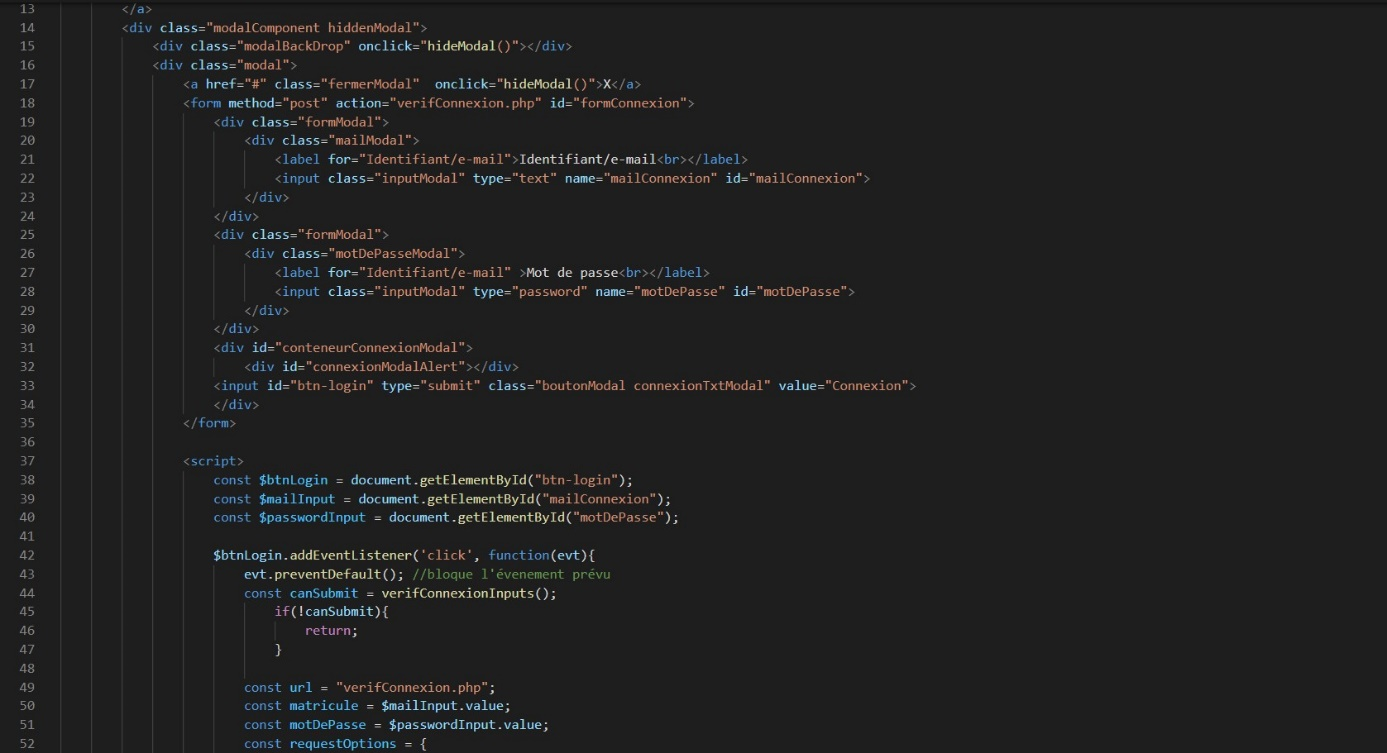 13 </a>
14 <div class="modalComponent hiddenModal">
15 <div class="modalBackDrop" onclick="hideModal()"></div>
16 <div class="modal">
17 <a href="#" class="fermerModal"  onclick="hideModal()">X</a>
18 <form method="post" action="verifConnexion.php" id="formConnexion">
19 <div class="formModal">
20 <div class="mailModal">
21 <label for="Identifiant/e-mail">Identifiant/e-mail<br></label>
22 <input class="inputModal" type="text" name="mailConnexion" id="mailConnexion">
23 </div>
24 </div>
25 <div class="formModal">
26 <div class="motDePasseModal">
27 <label for="Identifiant/e-mail" >Mot de passe<br></label>
28 <input class="inputModal" type="password" name="motDePasse" id="motDePasse">
29 </div>
30 </div>
31 <div id="conteneurConnexionModal">
32 <div id="connexionModalAlert"></div>
33 <input id="btn-login" type="submit" class="boutonModal connexionTxtModal" value="Connexion">
34 </div>
35 </form>
36
37 <script>
38 const $btnLogin = document.getElementById("btn-login");
39 const $mailInput = document.getElementById("mailConnexion");
40 const $passwordInput = document.getElementById("motDePasse");
41
42 $btnLogin.addEventListener('click', function(evt){
43 evt.preventDefault(); //bloque l'évenement prévu
44 const canSubmit = verifConnexionInputs();
45 if(!canSubmit){
46 return;
47 }
48
49 const url = "verifConnexion.php";
50 const matricule = $mailInput.value;
51 const motDePasse = $passwordInput.value;
52 const requestOptions = {